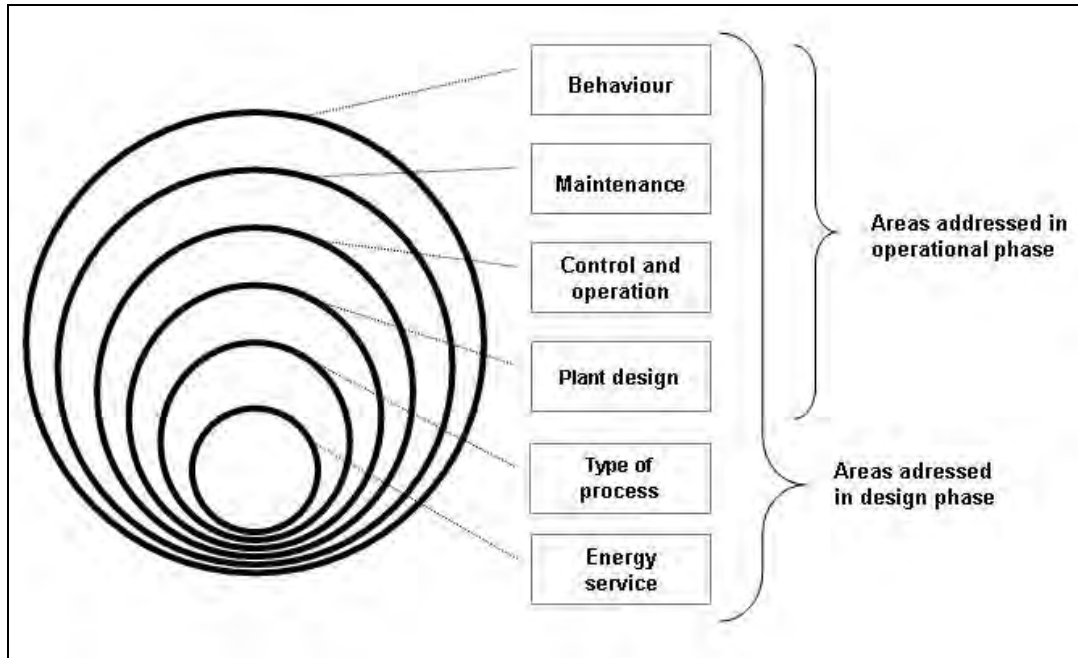 Behaviour
Maintenance
Control and
operation
Plant design
Type of
process
Energy
service
Areas addressed in
operational phase
Areas adressed
in design phase